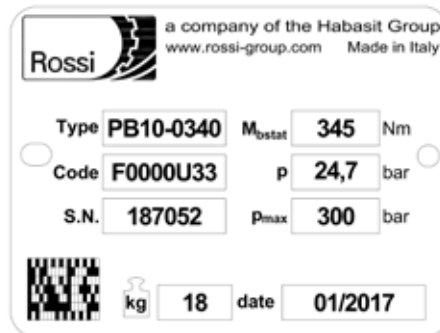 Rossi
a company of the Habasit Group
www.rossi-group.com Made in Italy
Type PB10-0340 Mbstat 345 Nm
Code F0000U33 p 24,7 bar
S.N. 187052 pmax 300 bar
kg 18 date 01/2017